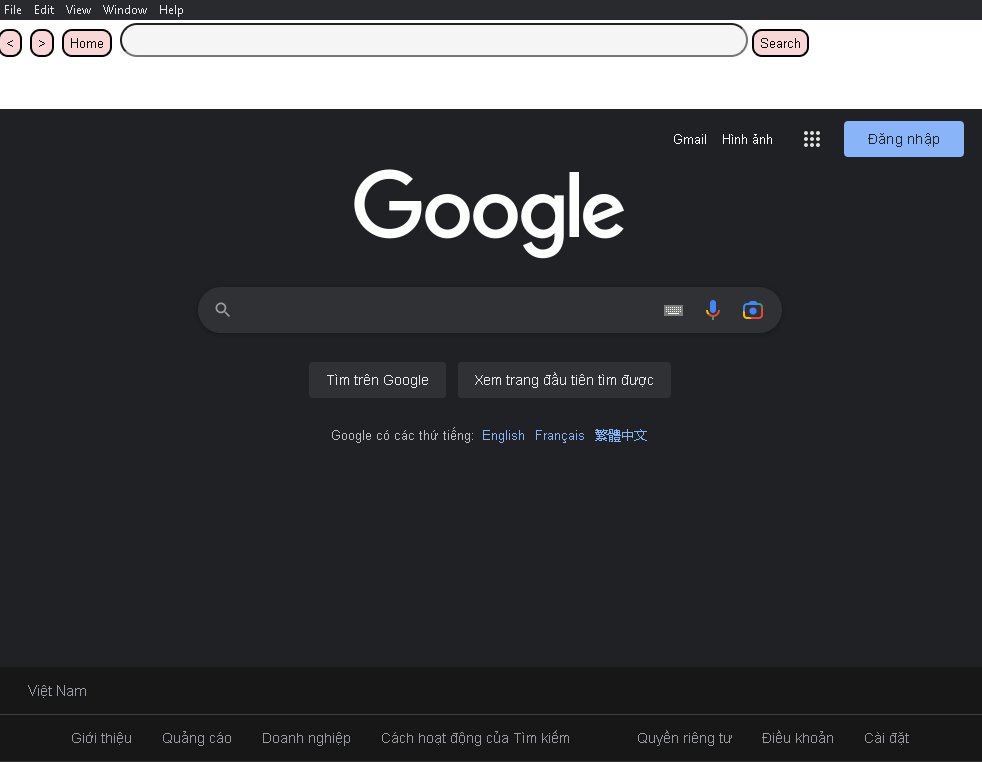 File Edit View Window Help
< > Home Search
Gmail Hình ảnh Đăng nhập
Google
Tìm trên Google Xem trang đầu tiên tìm được
Google có các thứ tiếng: English Français 繁體中文
Việt Nam
Giới thiệu Quảng cáo Doanh nghiệp Cách hoạt động của Tìm kiếm Quyền riêng tư Điều khoản Cài đặt